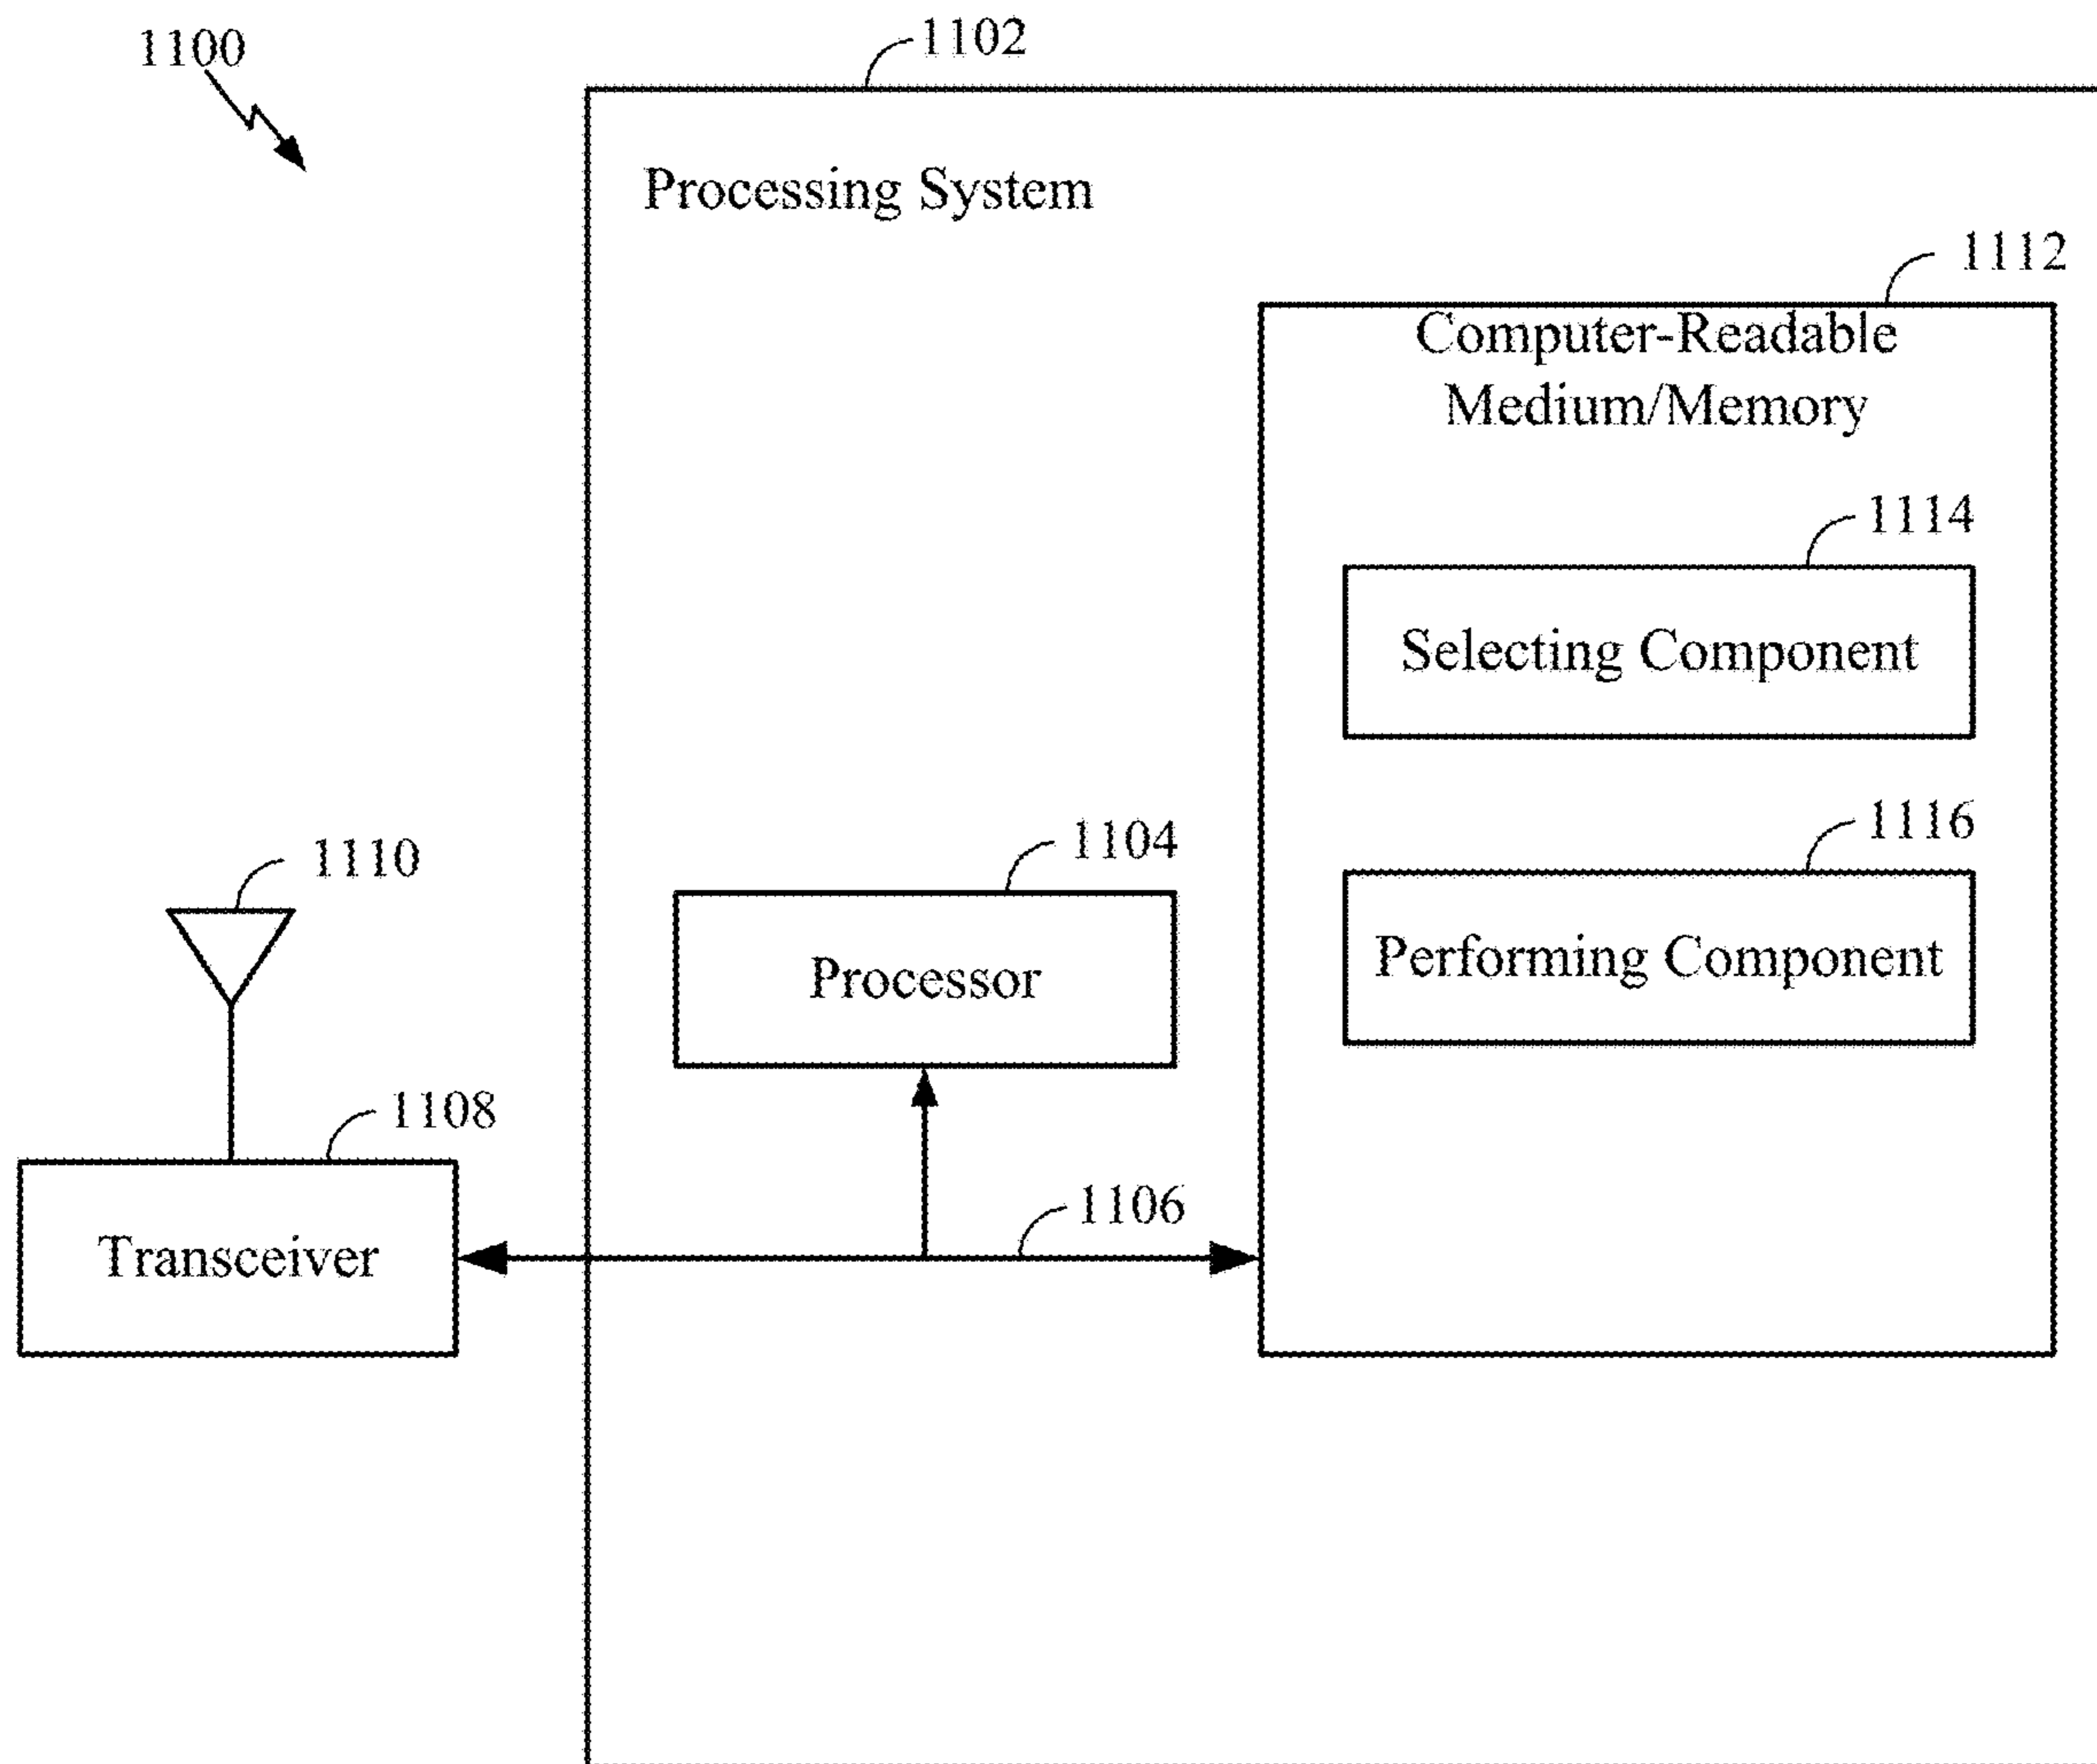 1100
1102
Processing System
1112
Computer-Readable
Medium/Memory
1114
Selecting Component
1116
Performing Component
1104
Processor
1110
1108
Transceiver
1106